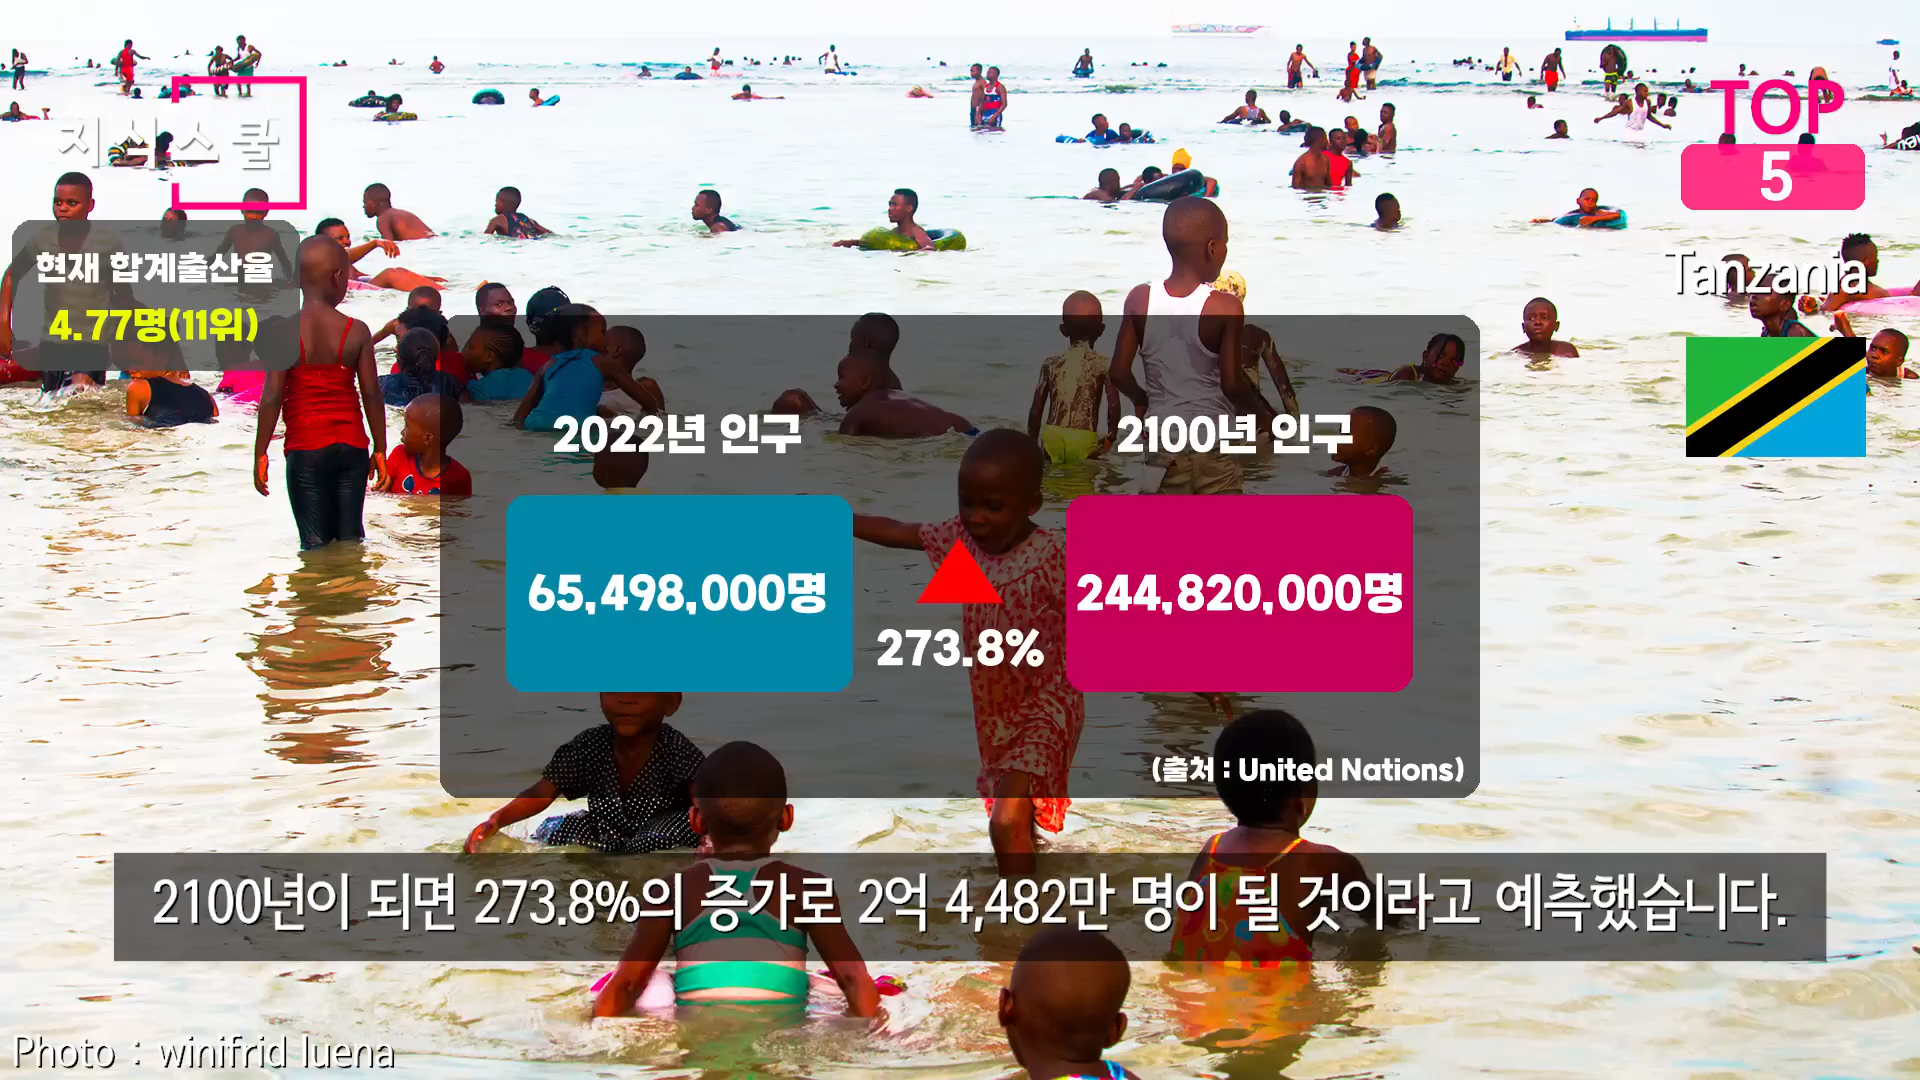 지식스쿨
TOP
5
Tanzania
현재 합계출산율
4.77명(11위)
2022년 인구
2100년 인구
65,498,000명
273.8%
244,820,000명
(출처 : United Nations)
2100년이 되면 273.8%의 증가로 2억 4,482만 명이 될 것이라고 예측했습니다.
Photo : winifrid luena